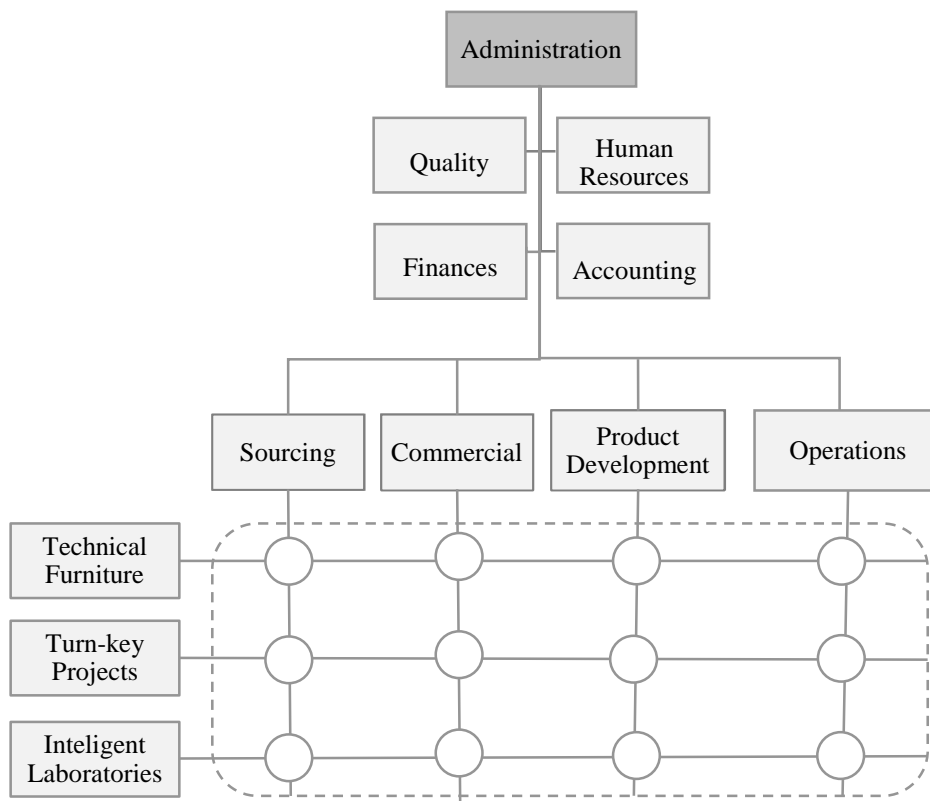 Administration
Quality
Human
Resources
Finances
Accounting
Sourcing
Commercial
Product
Development
Operations
Technical
Furniture
Turn-key
Projects
Inteligent
Laboratories